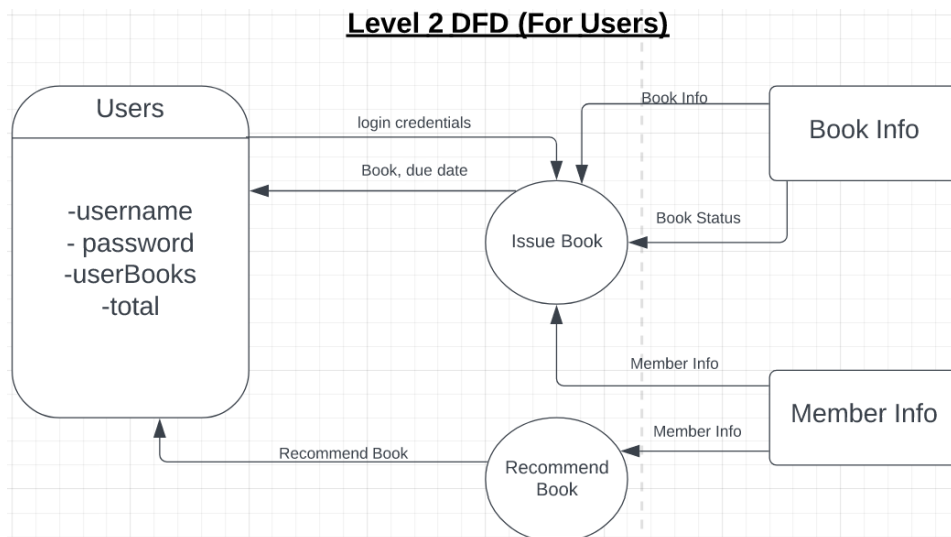 Level 2 DFD (For Users)
Users
-username
- password
-userBooks
-total
login credentials
Book, due date
Book Info
Book Info
Book Status
Issue Book
Member Info
Member Info
Member Info
Recommend Book
Recommend
Book